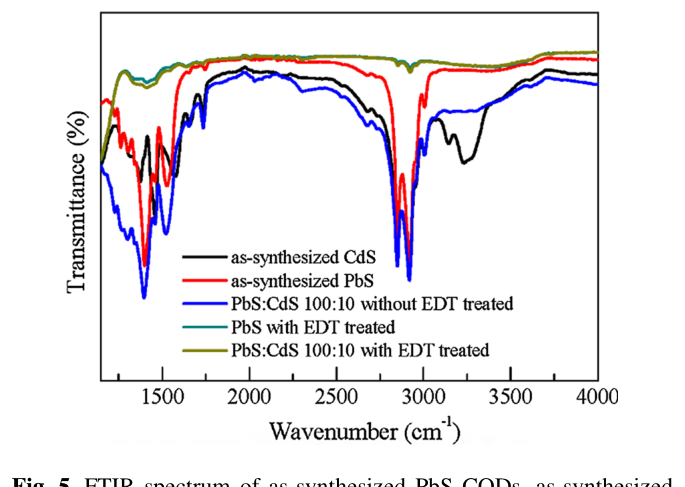 Transmittance (%)
as-synthesized CdS
as-synthesized PbS
PbS:CdS 100:10 without EDT treated
PbS with EDT treated
PbS:CdS 100:10 with EDT treated
1500 2000 2500 3000 3500 4000
Wavenumber (cm-1)
Fig. 5 FTIR spectrum of as-synthesized PbS CQDs, as-synthesized